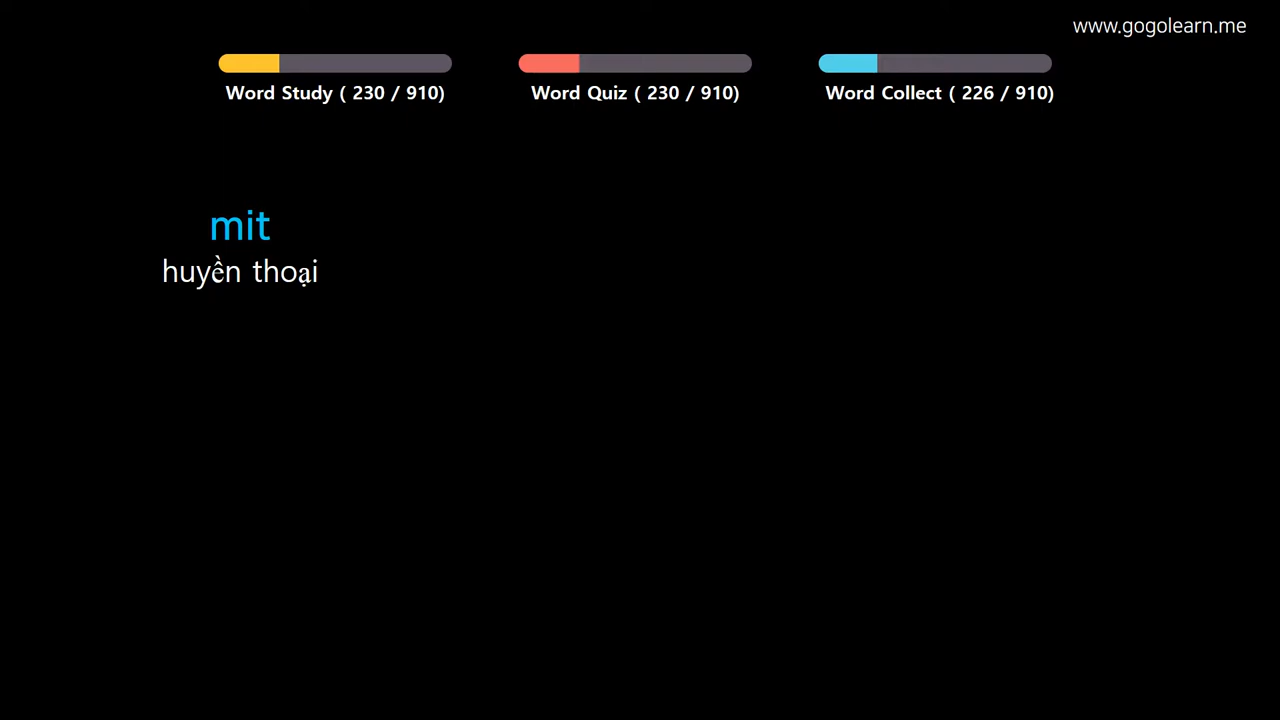 www.gogolearn.me
Word Study ( 230 / 910)
Word Quiz ( 230 / 910)
Word Collect ( 226 / 910)
mit
huyền thoại